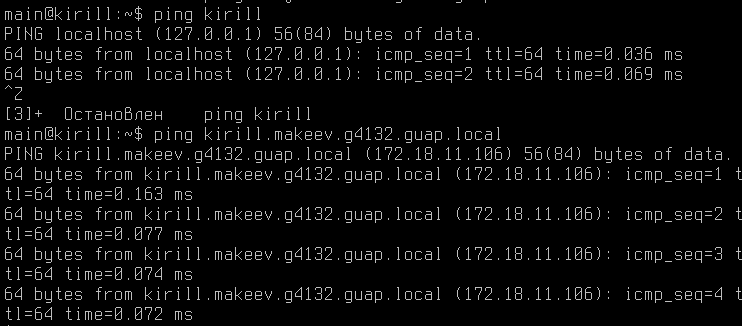 main@kirill:~$ ping kirill
PING localhost (127.0.0.1) 56(84) bytes of data.
64 bytes from localhost (127.0.0.1): icmp_seq=1 ttl=64 time=0.036 ms
64 bytes from localhost (127.0.0.1): icmp_seq=2 ttl=64 time=0.069 ms
^Z
[3]+  Остановлен    ping kirill
main@kirill:~$ ping kirill.makeev.g4132.guap.local
PING kirill.makeev.g4132.guap.local (172.18.11.106) 56(84) bytes of data.
64 bytes from kirill.makeev.g4132.guap.local (172.18.11.106): icmp_seq=1 t
tl=64 time=0.163 ms
64 bytes from kirill.makeev.g4132.guap.local (172.18.11.106): icmp_seq=2 t
tl=64 time=0.077 ms
64 bytes from kirill.makeev.g4132.guap.local (172.18.11.106): icmp_seq=3 t
tl=64 time=0.074 ms
64 bytes from kirill.makeev.g4132.guap.local (172.18.11.106): icmp_seq=4 t
tl=64 time=0.072 ms